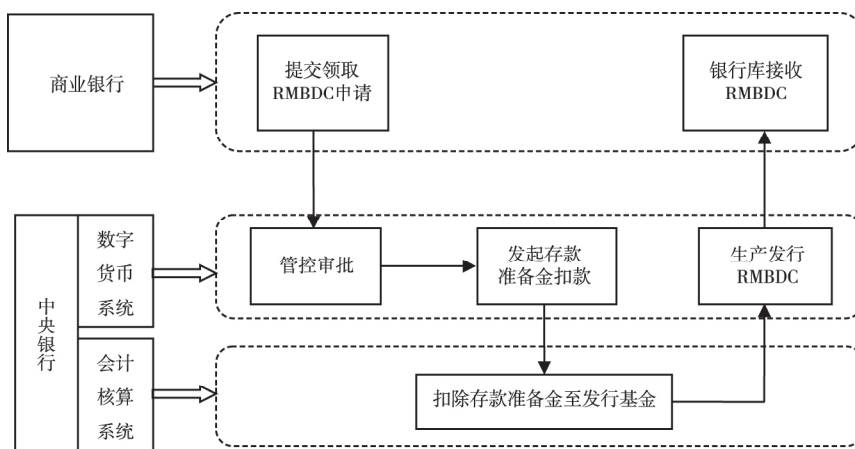 商业银行
提交领取
RMBDC申请
银行库接收
RMBDC
中
央
银
行
数字
货币
系统
管控审批
发起存款
准备金扣款
生产发行
RMBDC
会计
核算
系统
扣除存款准备金至发行基金